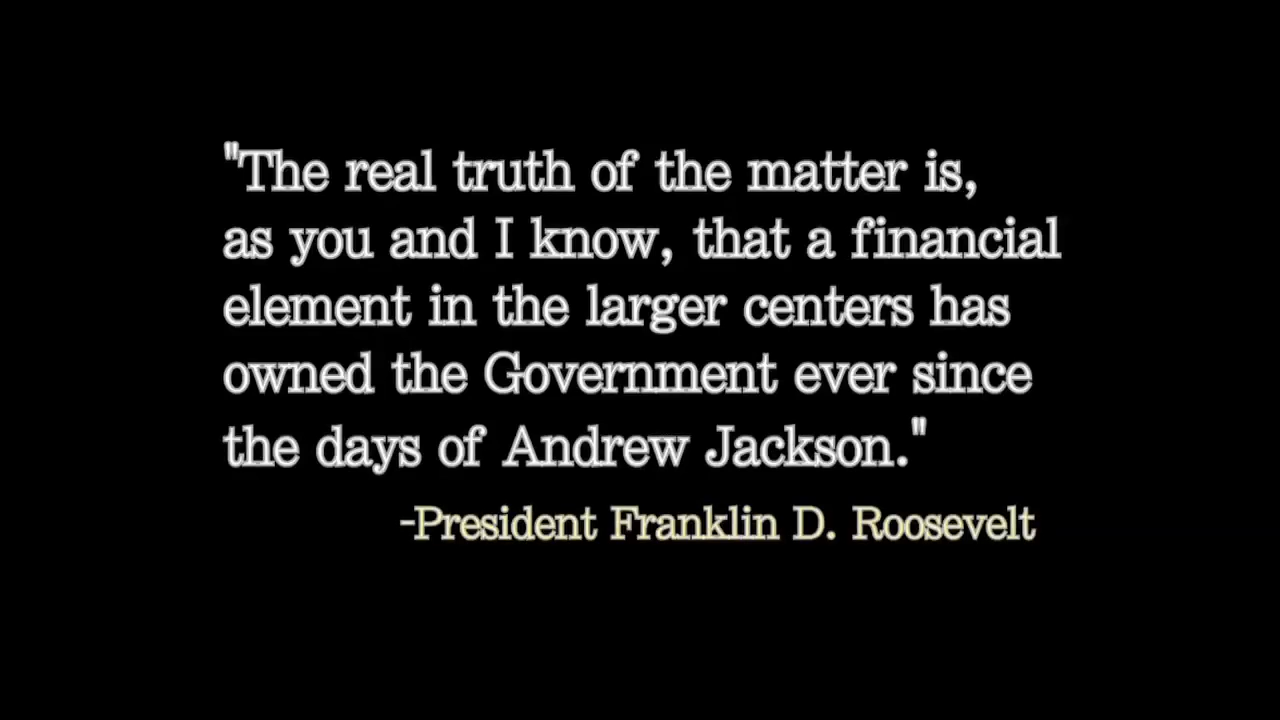 "The real truth of the matter is,
as you and I know, that a financial
element in the larger centers has
owned the Government ever since
the days of Andrew Jackson."
-President Franklin D. Roosevelt